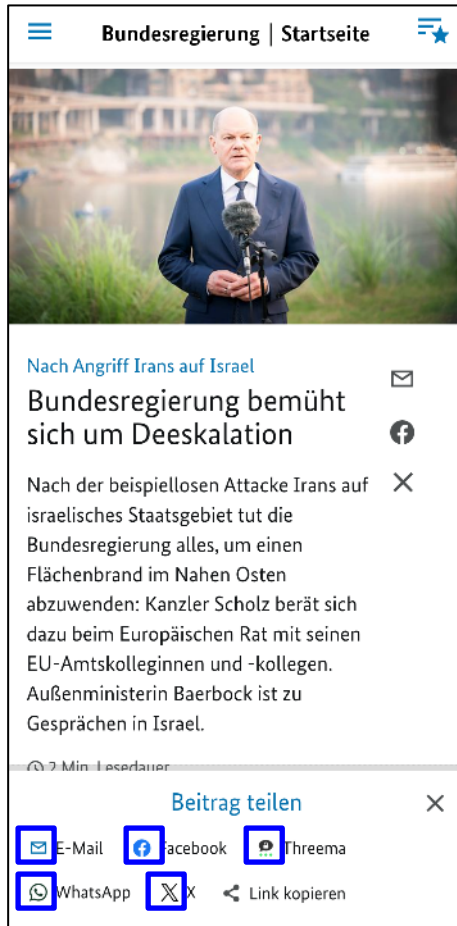 Bundesregierung | Startseite
Nach Angriff Irans auf Israel
Bundesregierung bemüht
sich um Deeskalation
Nach der beispiellosen Attacke Irans auf
israelisches Staatsgebiet tut die
Bundesregierung alles, um einen
Flächenbrand im Nahen Osten
abzuwenden: Kanzler Scholz berät sich
dazu beim Europäischen Rat mit seinen
EU-Amtskolleginnen und -kollegen.
Außenministerin Baerbock ist zu
Gesprächen in Israel.
2 Min. Lesedauer
Beitrag teilen
E-Mail Facebook Threema
WhatsApp X Link kopieren